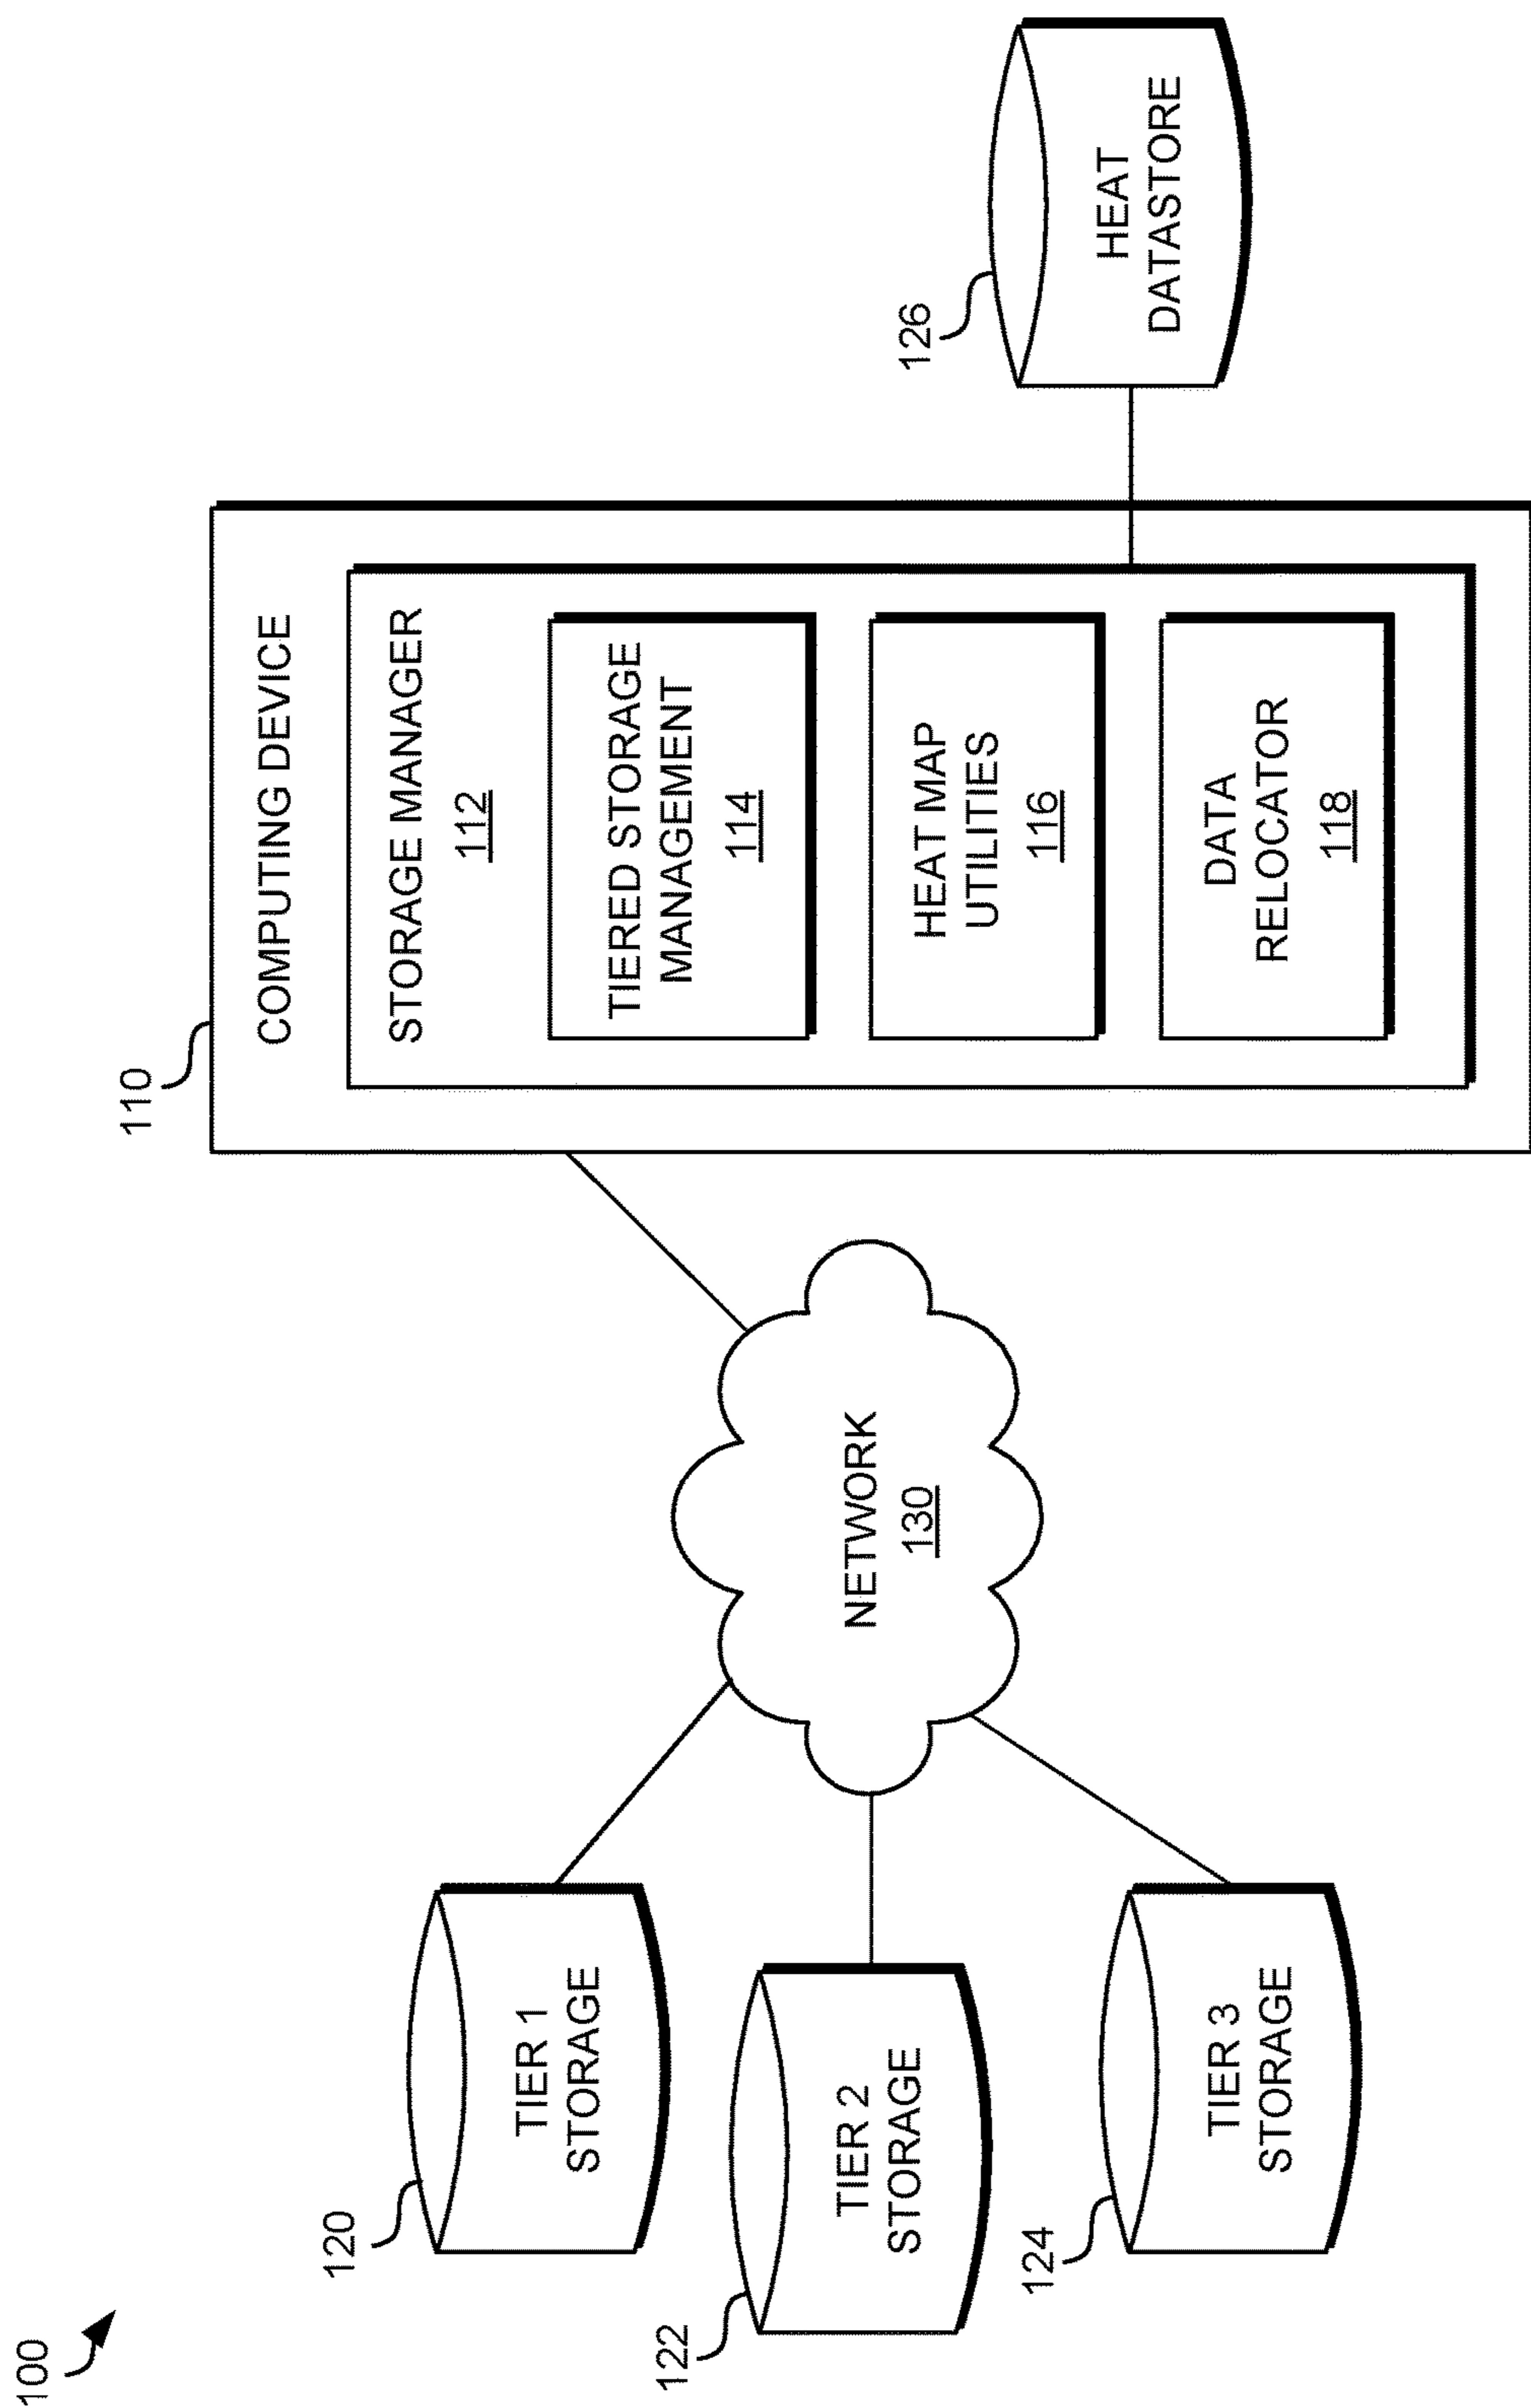 100
120
TIER 1
STORAGE
122
TIER 2
STORAGE
124
TIER 3
STORAGE
NETWORK
130
110
COMPUTING DEVICE
STORAGE MANAGER
112
TIERED STORAGE
MANAGEMENT
114
HEAT MAP
UTILITIES
116
DATA
RELOCATOR
118
126
HEAT
DATASTORE